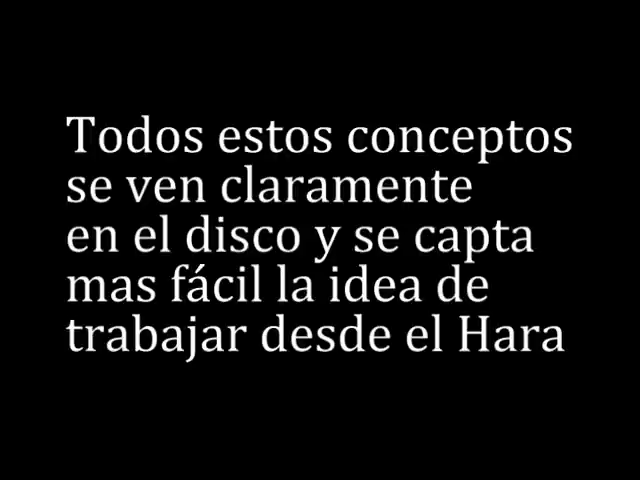 Todos estos conceptos
se ven claramente
en el disco y se capta
mas fácil la idea de
trabajar desde el Hara